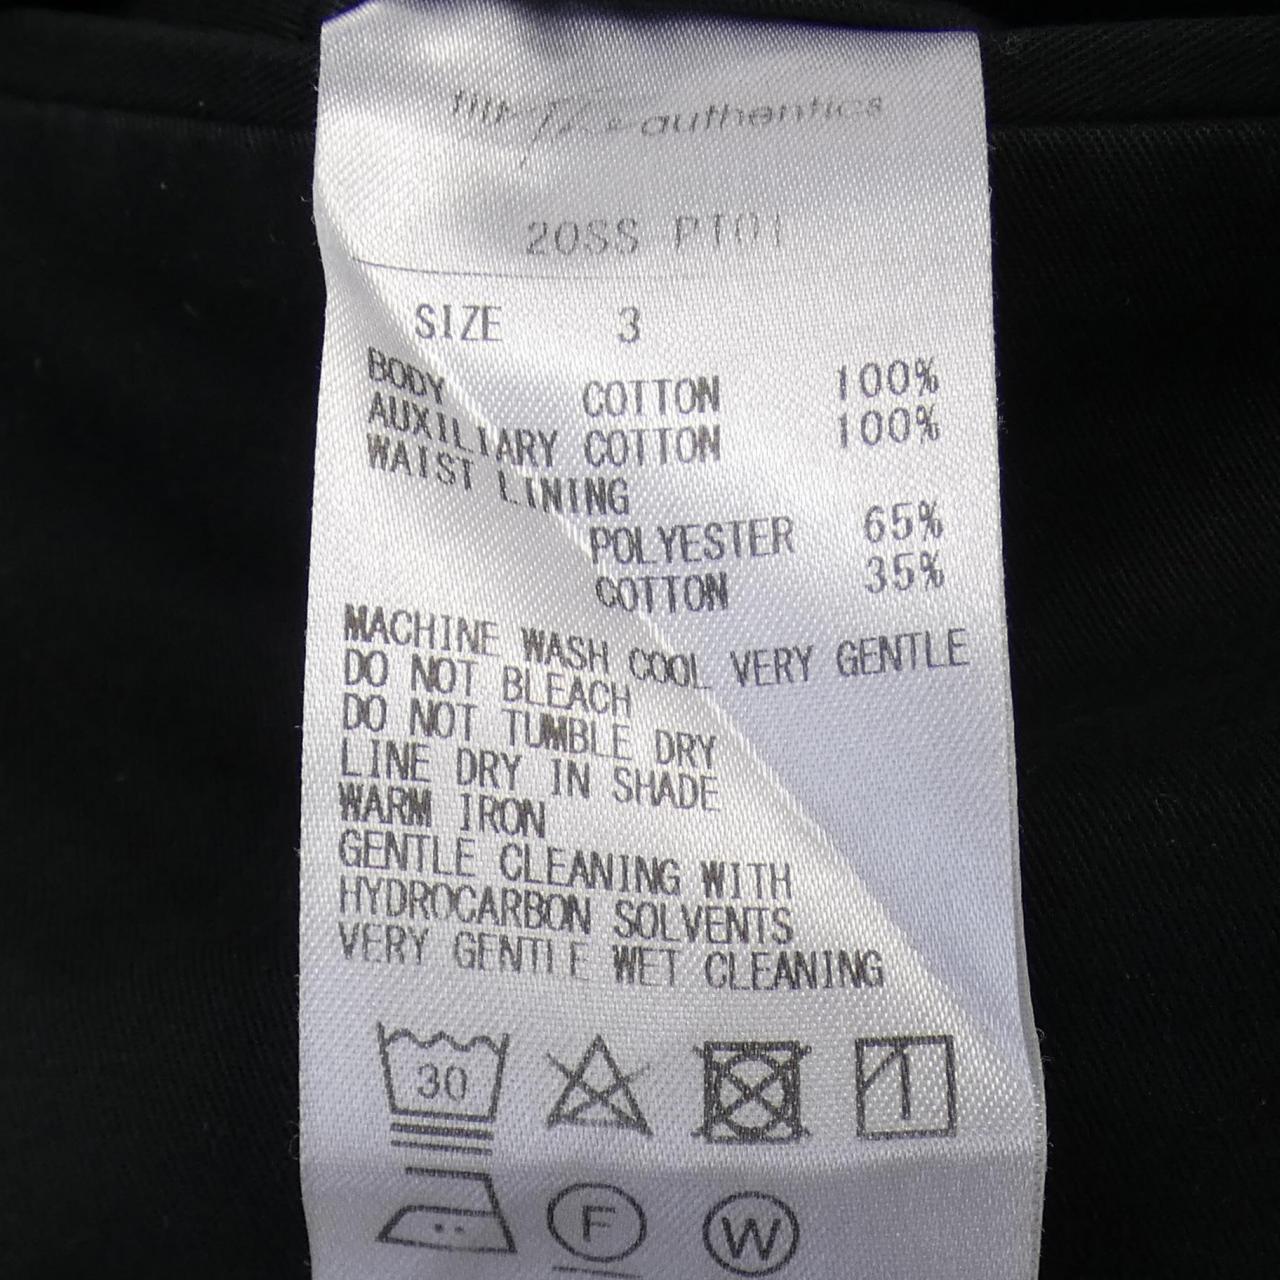 authentics
20SS PT01
SIZE 3
BODY COTTON 100%
AUXILIARY COTTON 100%
WAIST LINING
POLYESTER 65%
COTTON 35%
MACHINE WASH COOL VERY GENTLE
DO NOT BLEACH
DO NOT TUMBLE DRY
LINE DRY IN SHADE
WARM IRON
GENTLE CLEANING WITH
HYDROCARBON SOLVENTS
VERY GENTLE WET CLEANING
30
F W